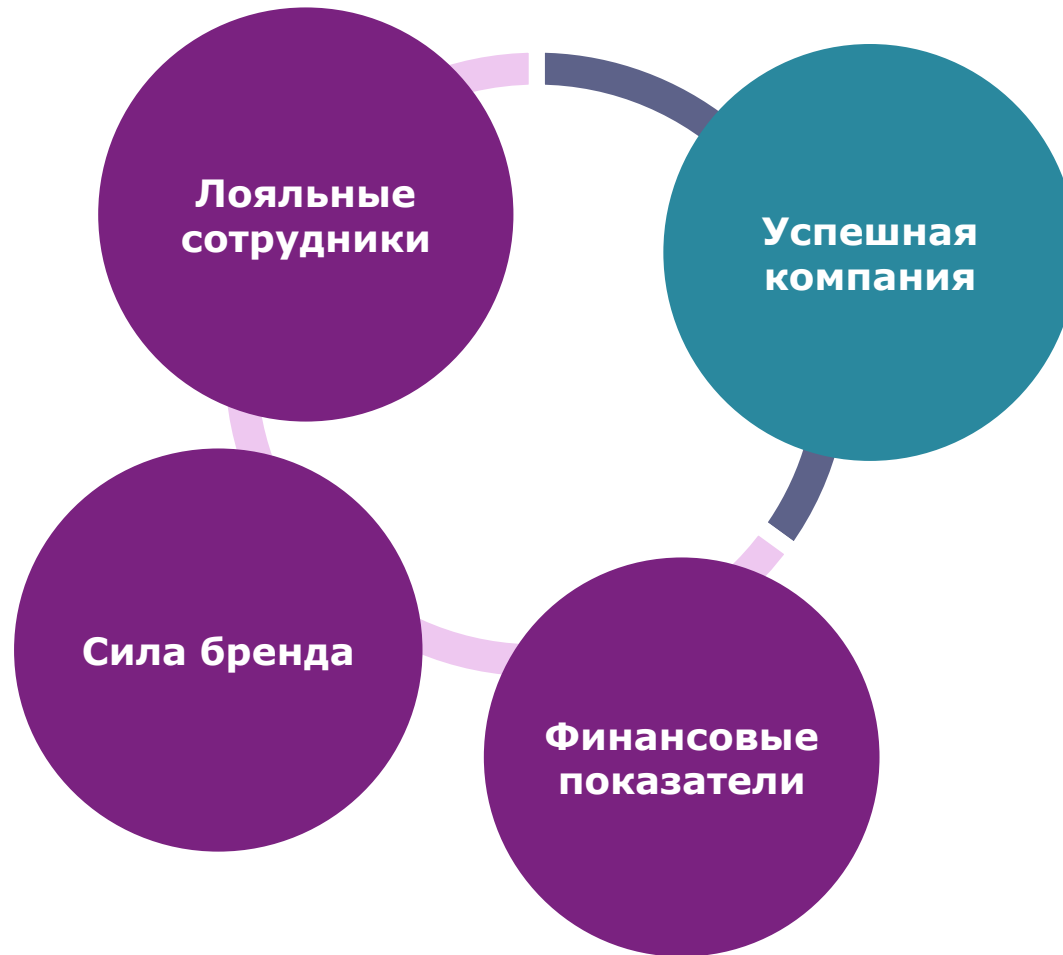 Лояльные
сотрудники
Успешная
компания
Сила бренда
Финансовые
показатели